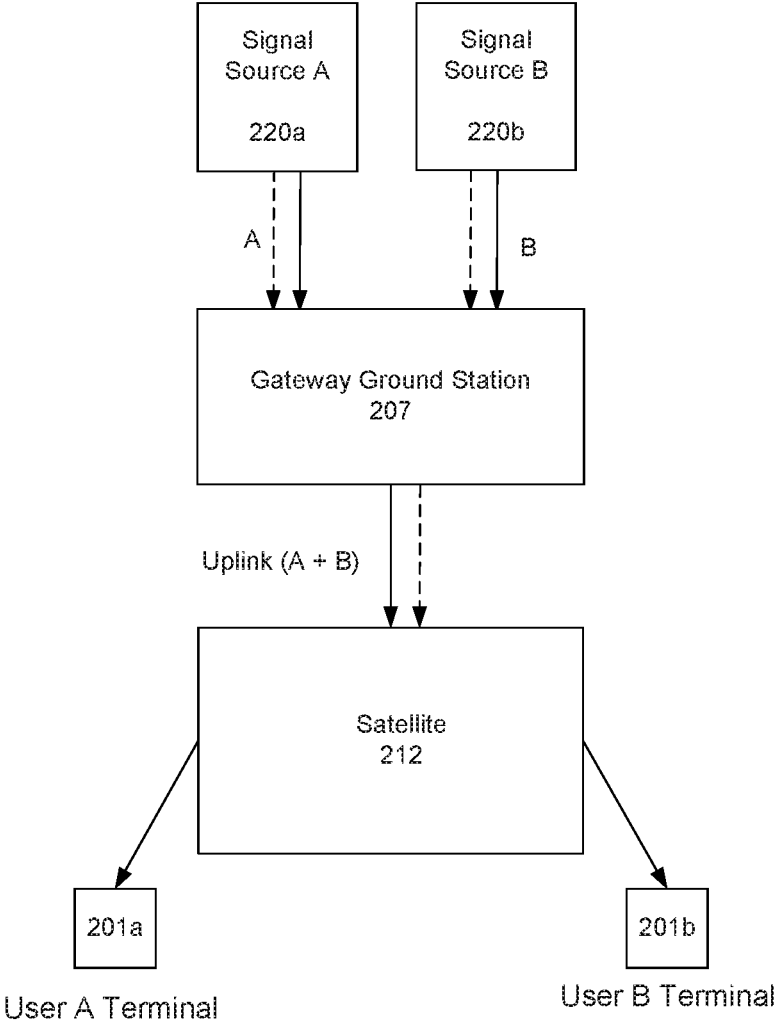 Signal
Source A
220a
Signal
Source B
220b
A
B
Gateway Ground Station
207
Uplink (A + B)
Satellite
212
201a
201b
User A Terminal
User B Terminal